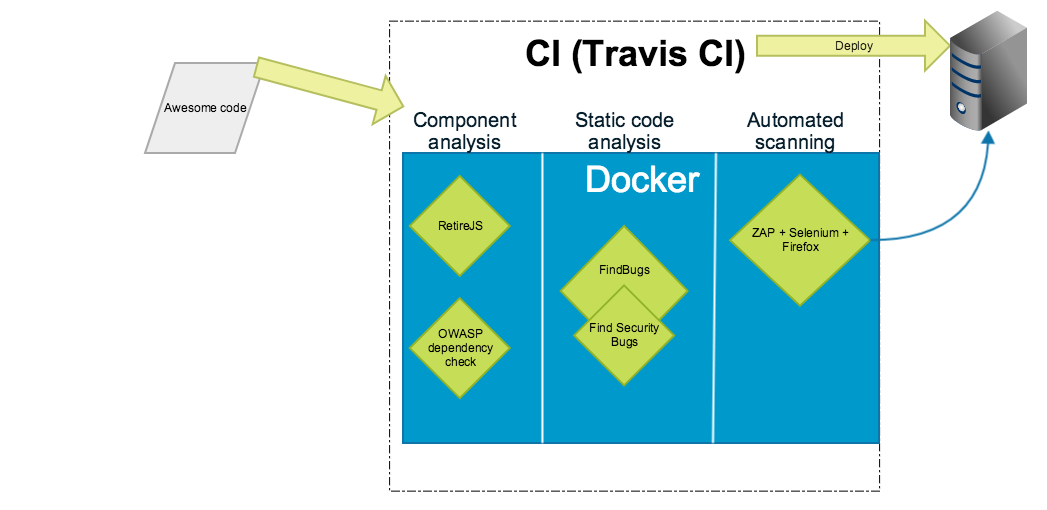 CI (Travis CI)
Deploy
Awesome code
Component
analysis
Static code
analysis
Automated
scanning
Docker
RetireJS
OWASP
dependency
check
FindBugs
Find Security
Bugs
ZAP + Selenium +
Firefox